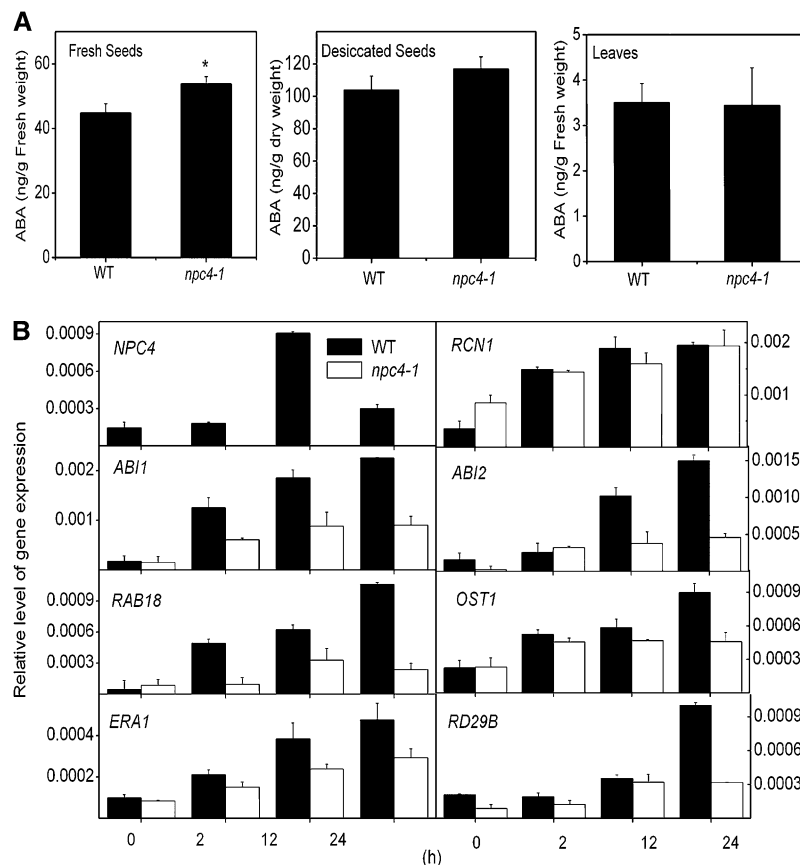 A
Fresh Seeds
ABA (ng/g Fresh weight)
60
40
20
0
*
WT
npc4-1
Desiccated Seeds
ABA (ng/g dry weight)
120
100
80
60
40
20
0
WT
npc4-1
Leaves
ABA (ng/g Fresh weight)
5
4
3
2
1
0
WT
npc4-1
B
Relative level of gene expression
NPC4
0.0009
0.0006
0.0003
WT
npc4-1
RCN1
0.002
0.001
ABI1
0.002
0.001
ABI2
0.0015
0.0010
0.0005
RAB18
0.0009
0.0006
0.0003
OST1
0.0009
0.0006
0.0003
ERA1
0.0004
0.0002
RD29B
0.0009
0.0006
0.0003
0 2 12 24
(h)
0 2 12 24